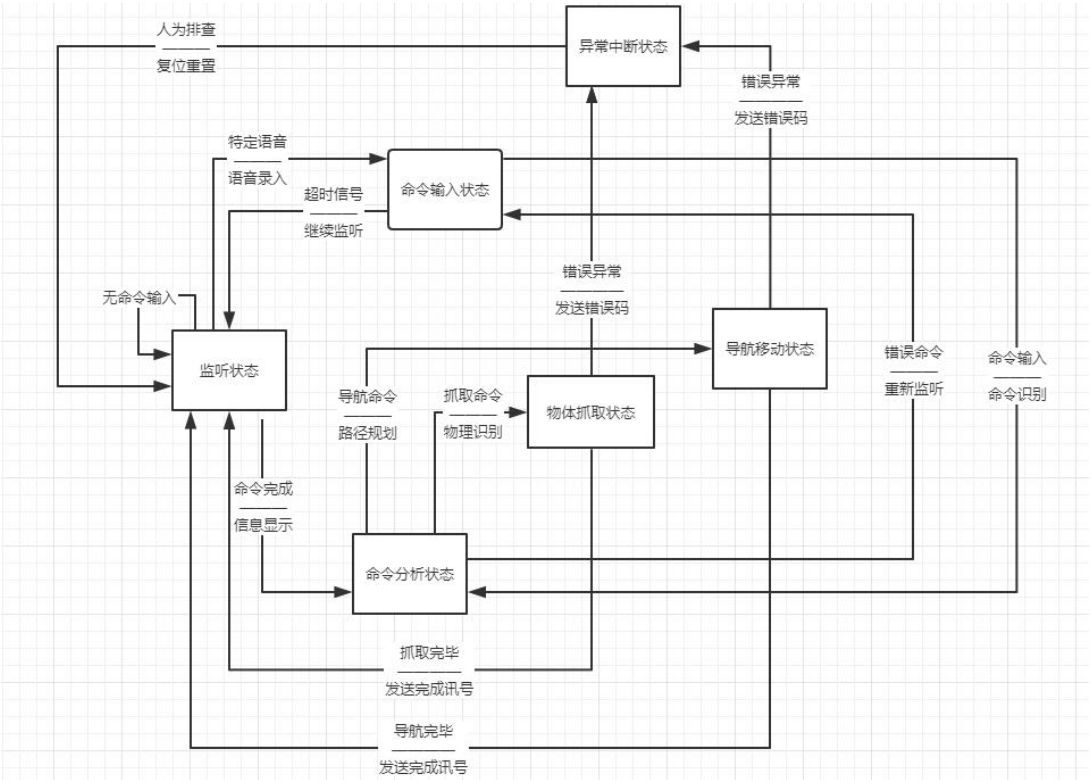 人为排查
复位重置
异常中断状态
错误异常
发送错误码
特定语音
语音录入
命令输入状态
超时信号
继续监听
错误异常
发送错误码
无命令输入
监听状态
导航移动状态
错误命令
重新监听
命令输入
命令识别
导航命令
路径规划
抓取命令
物理识别
物体抓取状态
命令完成
信息显示
命令分析状态
抓取完毕
发送完成讯号
导航完毕
发送完成讯号